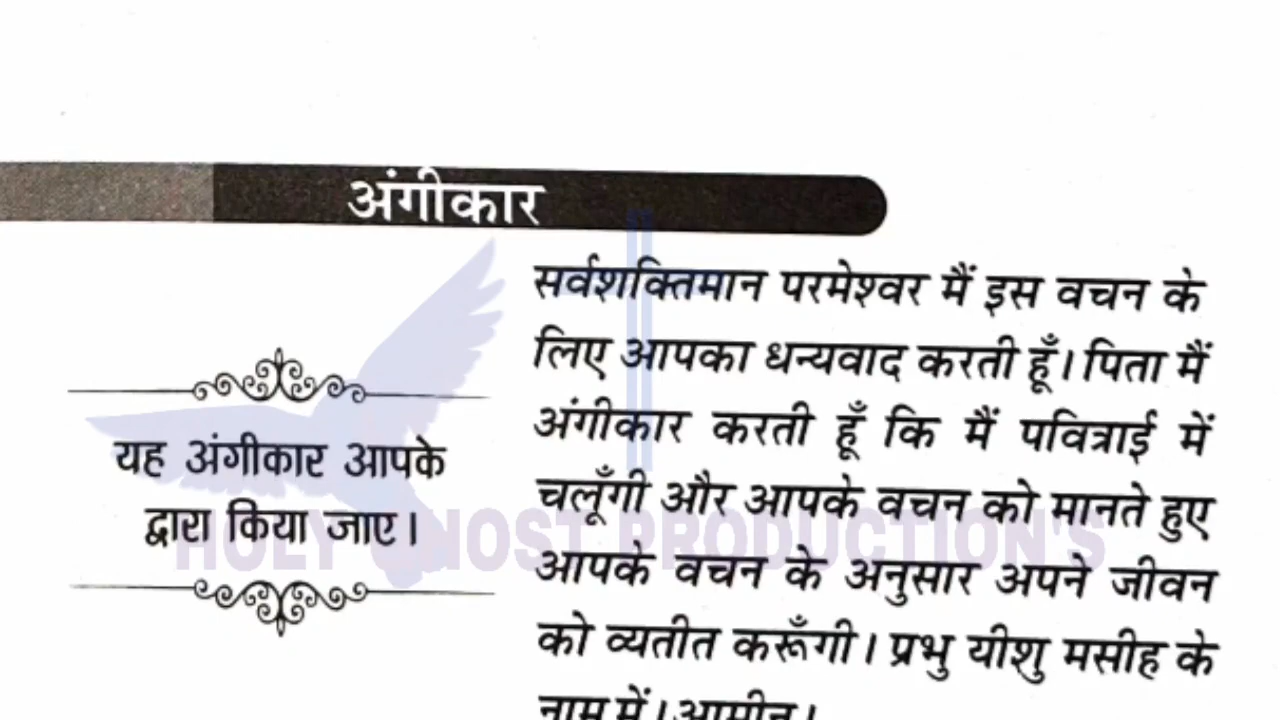 अंगीकार
यह अंगीकार आपके
द्वारा किया जाए।
सर्वशक्तिमान परमेश्वर मैं इस वचन के
लिए आपका धन्यवाद करती हूँ। पिता मैं
अंगीकार करती हूँ कि मैं पवित्राई में
चलूँगी और आपके वचन को मानते हुए
आपके वचन के अनुसार अपने जीवन
को व्यतीत करूँगी। प्रभु यीशु मसीह के
नाम में। आमीन।
HOLY GHOST PRODUCTION'S